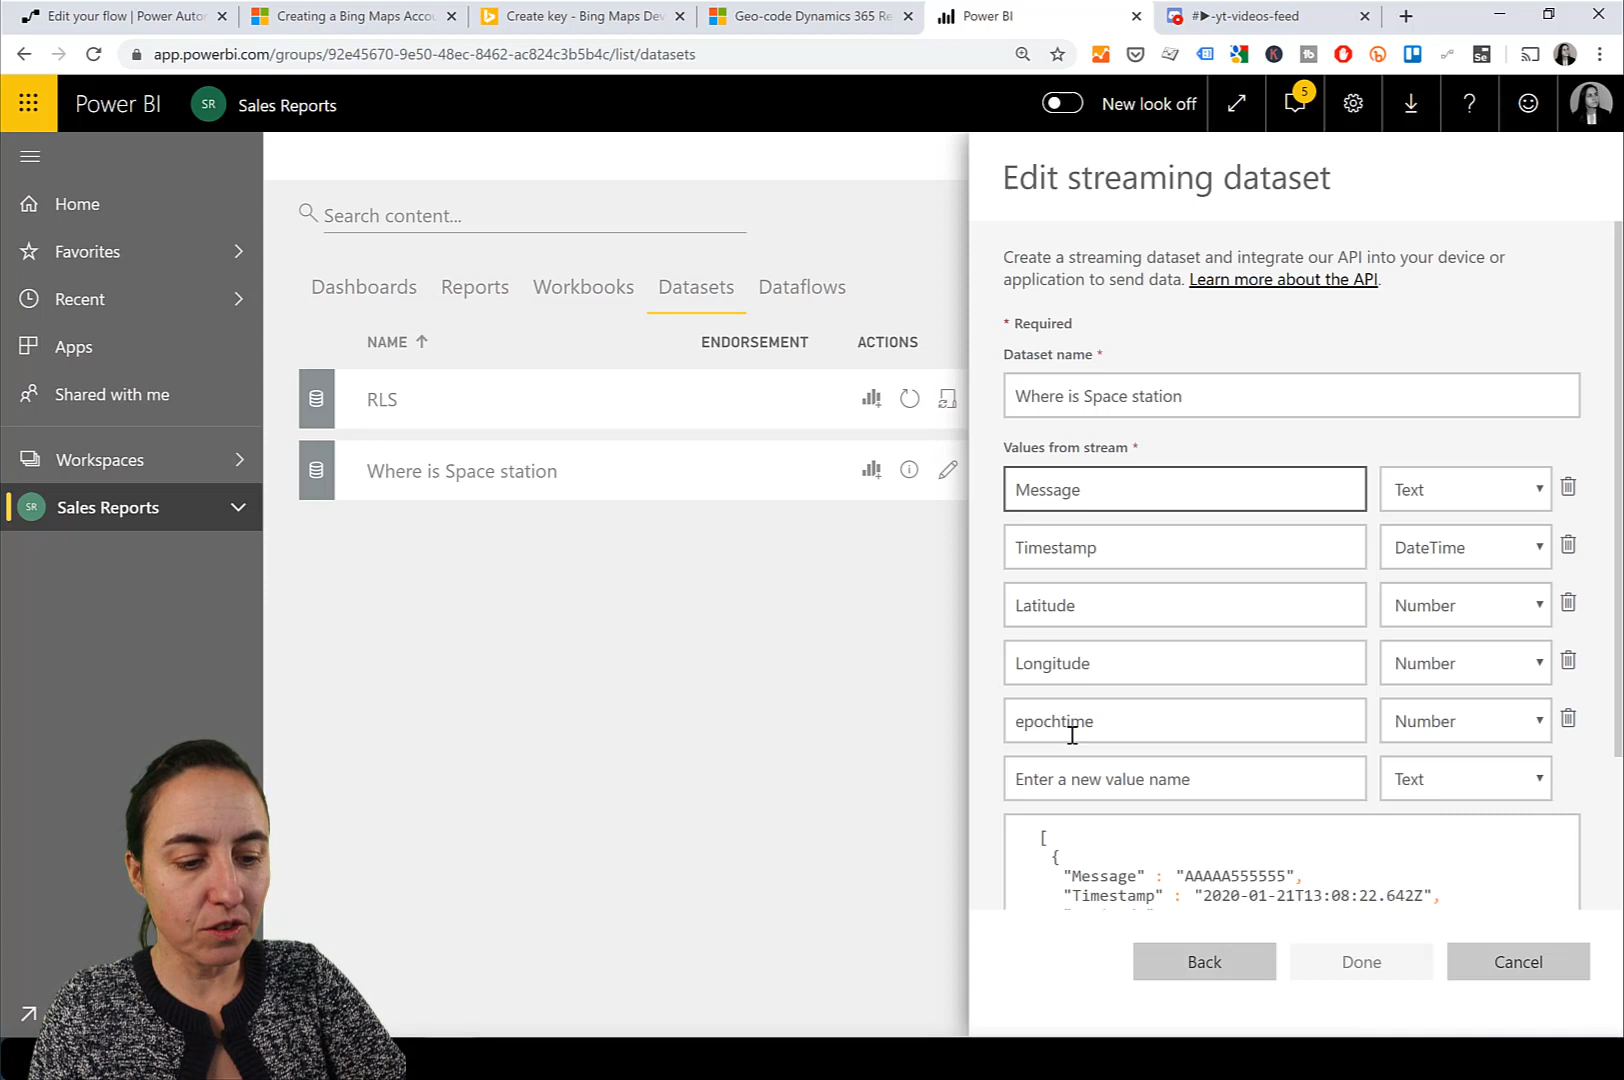 Edit your flow | Power Autor
Creating a Bing Maps Accou
Create key - Bing Maps Dev
Geo-code Dynamics 365 Re
Power BI
#▶-yt-videos-feed
app.powerbi.com/groups/92e45670-9e50-48ec-8462-ac824c3b5b4c/list/datasets
Power BI
SR
Sales Reports
New look off
5
Home
Favorites
Recent
Apps
Shared with me
Workspaces
SR
Sales Reports
Search content...
Dashboards
Reports
Workbooks
Datasets
Dataflows
NAME
ENDORSEMENT
ACTIONS
RLS
Where is Space station
Edit streaming dataset
Create a streaming dataset and integrate our API into your device or
application to send data. Learn more about the API.
* Required
Dataset name *
Where is Space station
Values from stream *
Message
Text
Timestamp
DateTime
Latitude
Number
Longitude
Number
epochtime
Number
Enter a new value name
Text
[
{
"Message" : "AAAAA555555",
"Timestamp" : "2020-01-21T13:08:22.642Z",
Back
Done
Cancel